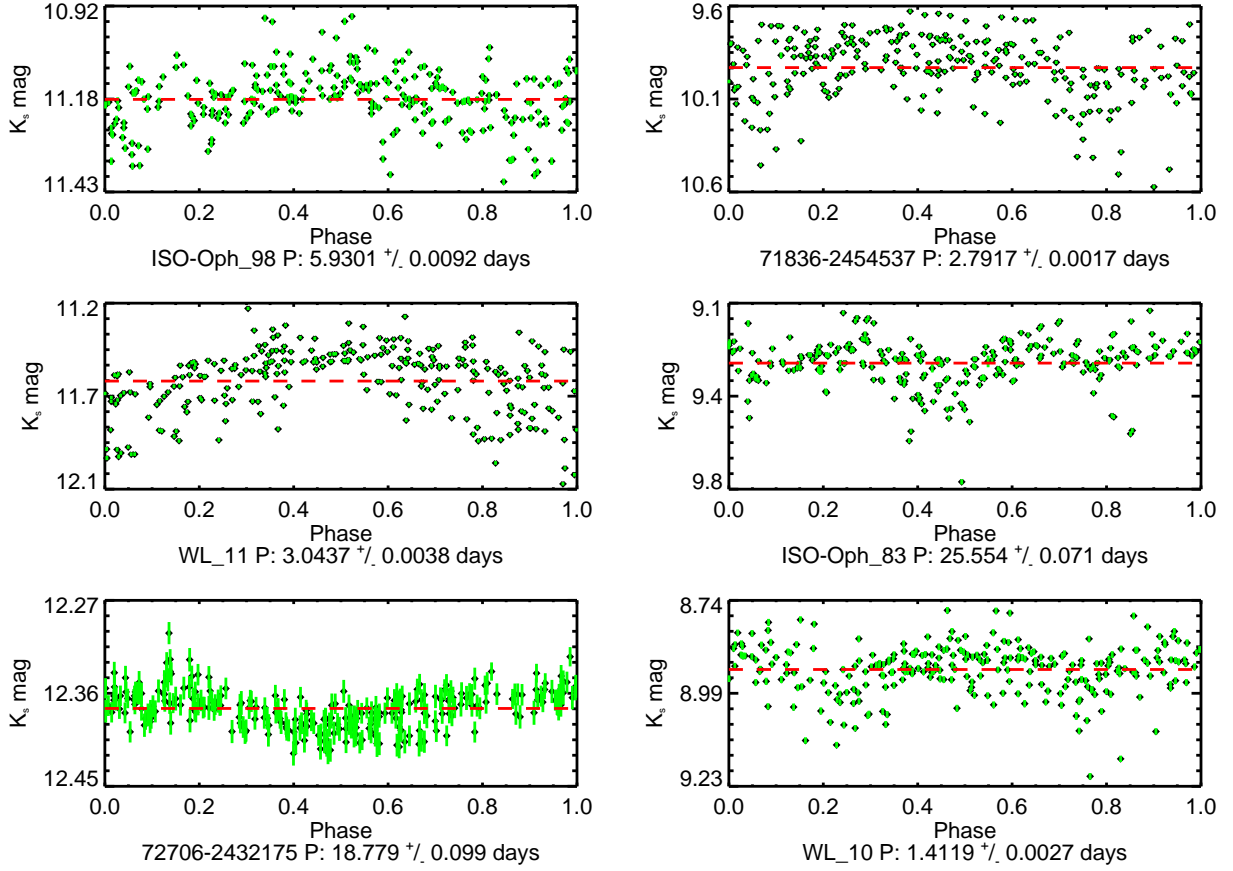 10.92
11.18
11.43
K_s mag
0.0 0.2 0.4 0.6 0.8 1.0
Phase
ISO-Oph_98 P: 5.9301 +/- 0.0092 days
9.6
10.1
10.6
K_s mag
0.0 0.2 0.4 0.6 0.8 1.0
Phase
71836-2454537 P: 2.7917 +/- 0.0017 days
11.2
11.7
12.1
K_s mag
0.0 0.2 0.4 0.6 0.8 1.0
Phase
WL_11 P: 3.0437 +/- 0.0038 days
9.1
9.4
9.8
K_s mag
0.0 0.2 0.4 0.6 0.8 1.0
Phase
ISO-Oph_83 P: 25.554 +/- 0.071 days
12.27
12.36
12.45
K_s mag
0.0 0.2 0.4 0.6 0.8 1.0
Phase
72706-2432175 P: 18.779 +/- 0.099 days
8.74
8.99
9.23
K_s mag
0.0 0.2 0.4 0.6 0.8 1.0
Phase
WL_10 P: 1.4119 +/- 0.0027 days